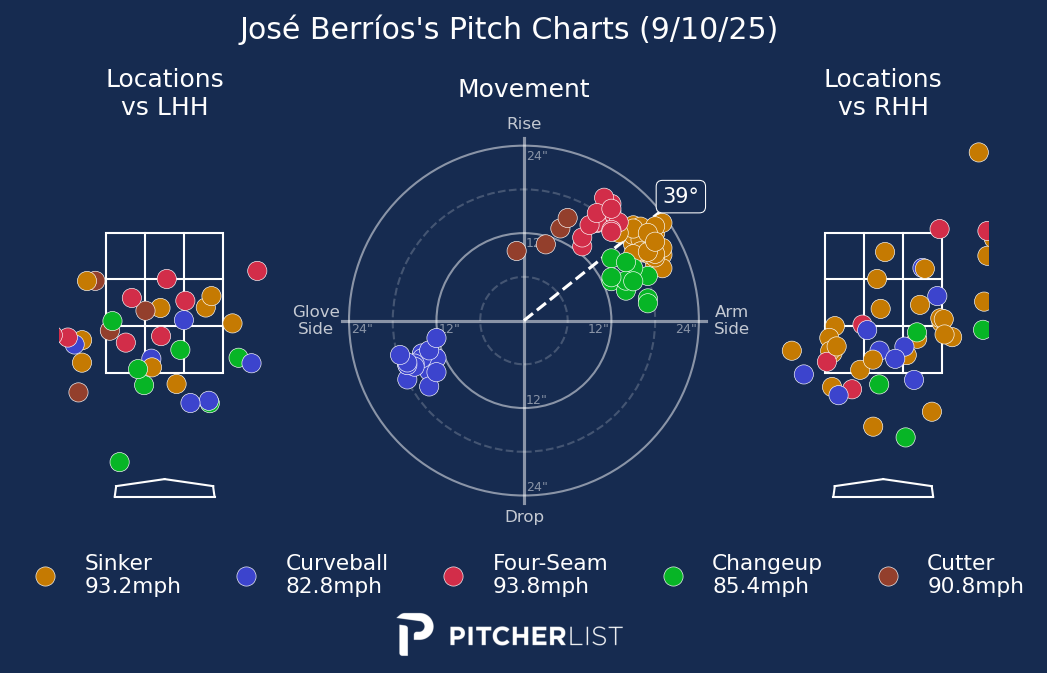 José Berríos's Pitch Charts (9/10/25)
Locations
vs LHH
Movement
Locations
vs RHH
Rise
24"
39°
12"
Glove
Side
24"
12"
12"
24"
Arm
Side
12"
24"
Drop
Sinker
93.2mph
Curveball
82.8mph
Four-Seam
93.8mph
Changeup
85.4mph
Cutter
90.8mph
PITCHERLIST